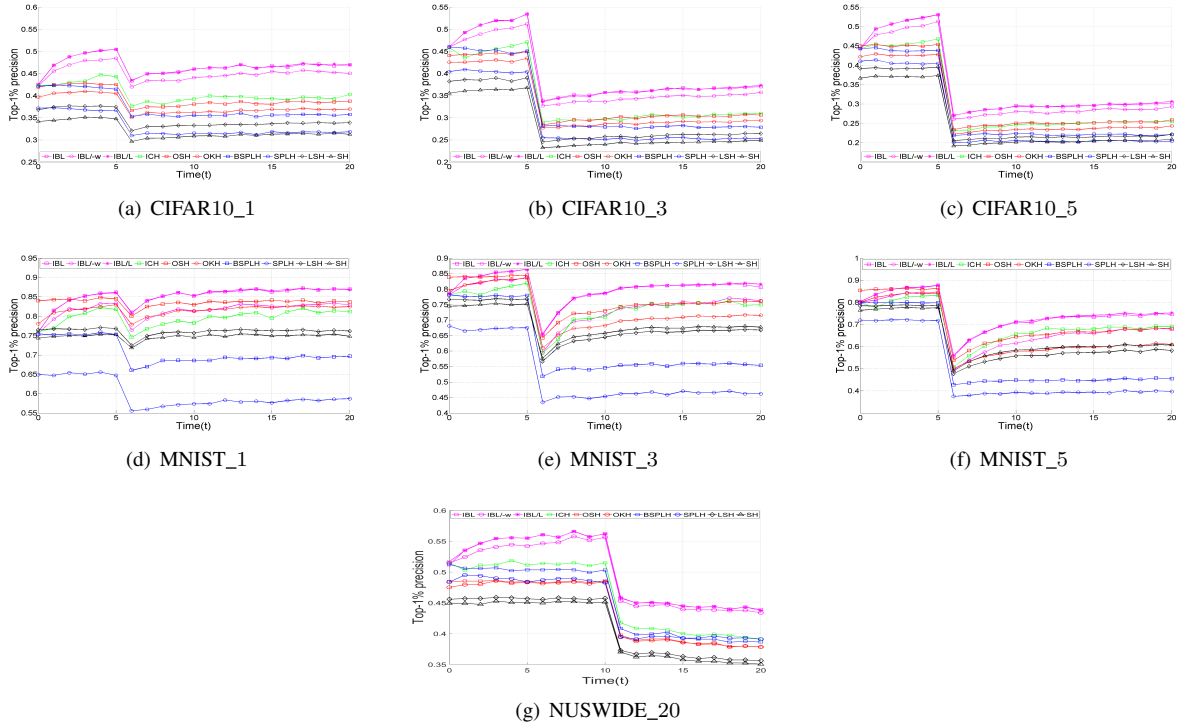 0.6 0.55 0.5 0.45 0.4 0.35 0.3 0.25
Top-1% precision
IBL IBL/-w IBL/L ICH OSH OKH BSPLH SPLH LSH SH
0 5 10 15 20
Time(t)
(a) CIFAR10_1
0.55 0.5 0.45 0.4 0.35 0.3 0.25 0.2
Top-1% precision
IBL IBL/-w IBL/L ICH OSH OKH BSPLH SPLH LSH SH
0 5 10 15 20
Time(t)
(b) CIFAR10_3
0.55 0.5 0.45 0.4 0.35 0.3 0.25 0.2
Top-1% precision
IBL IBL/-w IBL/L ICH OSH OKH BSPLH SPLH LSH SH
0 5 10 15 20
Time(t)
(c) CIFAR10_5
0.95 0.9 0.85 0.8 0.75 0.7 0.65 0.6 0.55
Top-1% precision
IBL IBL/-w IBL/L ICH OSH OKH BSPLH SPLH LSH SH
0 5 10 15 20
Time(t)
(d) MNIST_1
0.9 0.85 0.8 0.75 0.7 0.65 0.6 0.55 0.5 0.45 0.4
Top-1% precision
IBL IBL/-w IBL/L ICH OSH OKH BSPLH SPLH LSH SH
0 5 10 15 20
Time(t)
(e) MNIST_3
1 0.9 0.8 0.7 0.6 0.5 0.4
Top-1% precision
IBL IBL/-w IBL/L ICH OSH OKH BSPLH SPLH LSH SH
0 5 10 15 20
Time(t)
(f) MNIST_5
0.6 0.55 0.5 0.45 0.4 0.35
Top-1% precision
IBL IBL/-w IBL/L ICH OSH OKH BSPLH SPLH LSH SH
0 5 10 15 20
Time(t)
(g) NUSWIDE_20